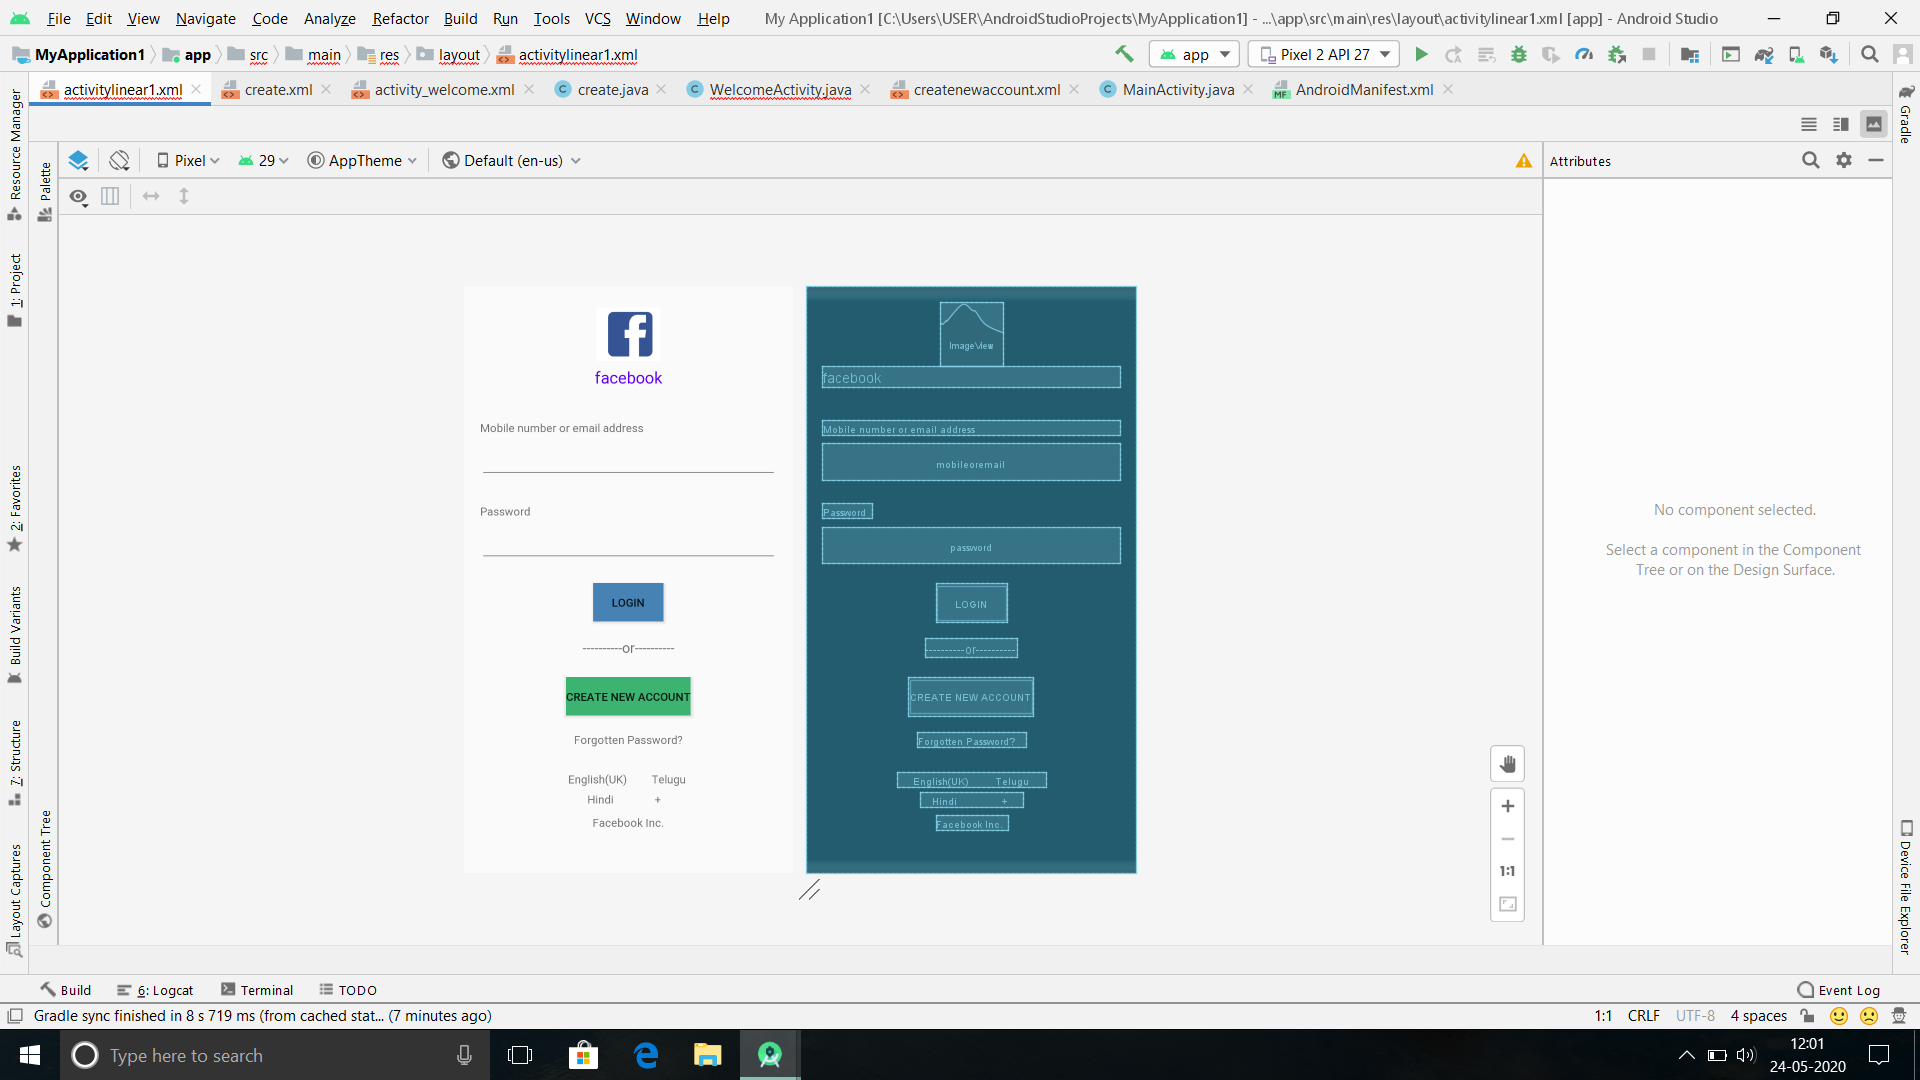 File Edit View Navigate Code Analyze Refactor Build Run Tools VCS Window Help My Application1 [C:\Users\USER\AndroidStudioProjects\MyApplication1] - ...\app\src\main\res\layout\activitylinear1.xml [app] - Android Studio
MyApplication1 app src main res layout activitylinear1.xml app Pixel 2 API 27
activitylinear1.xml create.xml activity_welcome.xml create.java WelcomeActivity.java createnewaccount.xml MainActivity.java AndroidManifest.xml
Pixel 29 AppTheme Default (en-us) Attributes
Resource Manager
1: Project
2: Favorites
Build Variants
7: Structure
Layout Captures
Palette
Component Tree
facebook
Mobile number or email address
Password
LOGIN
----------or----------
CREATE NEW ACCOUNT
Forgotten Password?
English(UK) Telugu
Hindi +
Facebook Inc.
ImageView
facebook
Mobile number or email address
mobileoremail
Password
password
LOGIN
----------or----------
CREATE NEW ACCOUNT
Forgotten Password?
English(UK) Telugu
Hindi +
Facebook Inc.
1:1
No component selected.
Select a component in the Component
Tree or on the Design Surface.
Gradle
Device File Explorer
Build 6: Logcat Terminal TODO Event Log
Gradle sync finished in 8 s 719 ms (from cached stat... (7 minutes ago) 1:1 CRLF UTF-8 4 spaces
Type here to search
12:01
24-05-2020